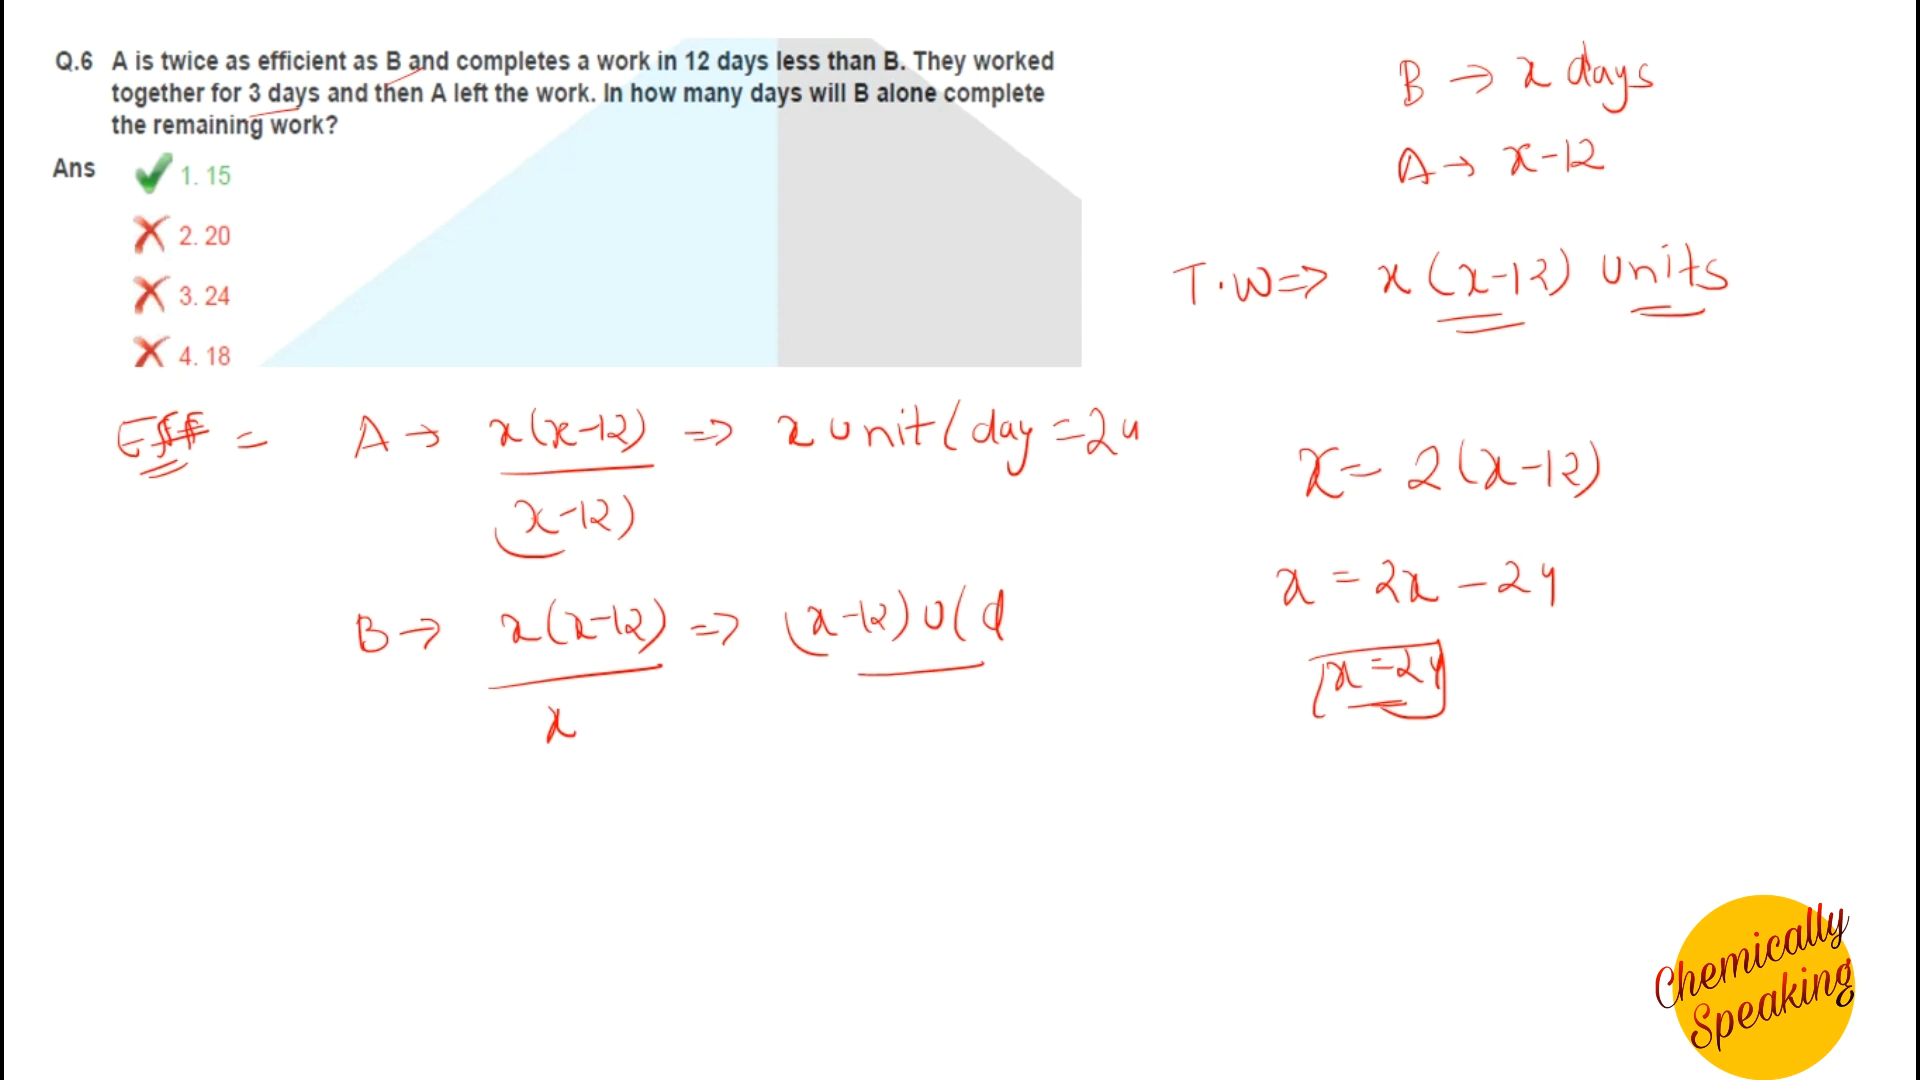 Q.6 A is twice as efficient as B and completes a work in 12 days less than B. They worked
together for 3 days and then A left the work. In how many days will B alone complete
the remaining work?
Ans
1. 15
2. 20
3. 24
4. 18
B → x days
A → x-12
T.W ⇒ x(x-12) units
Eff = A → x(x-12) ⇒ x unit/day = 24
(x-12)
B → x(x-12) ⇒ (x-12) U/d
x
x = 2(x-12)
x = 2x - 24
x = 24
Chemically
Speaking